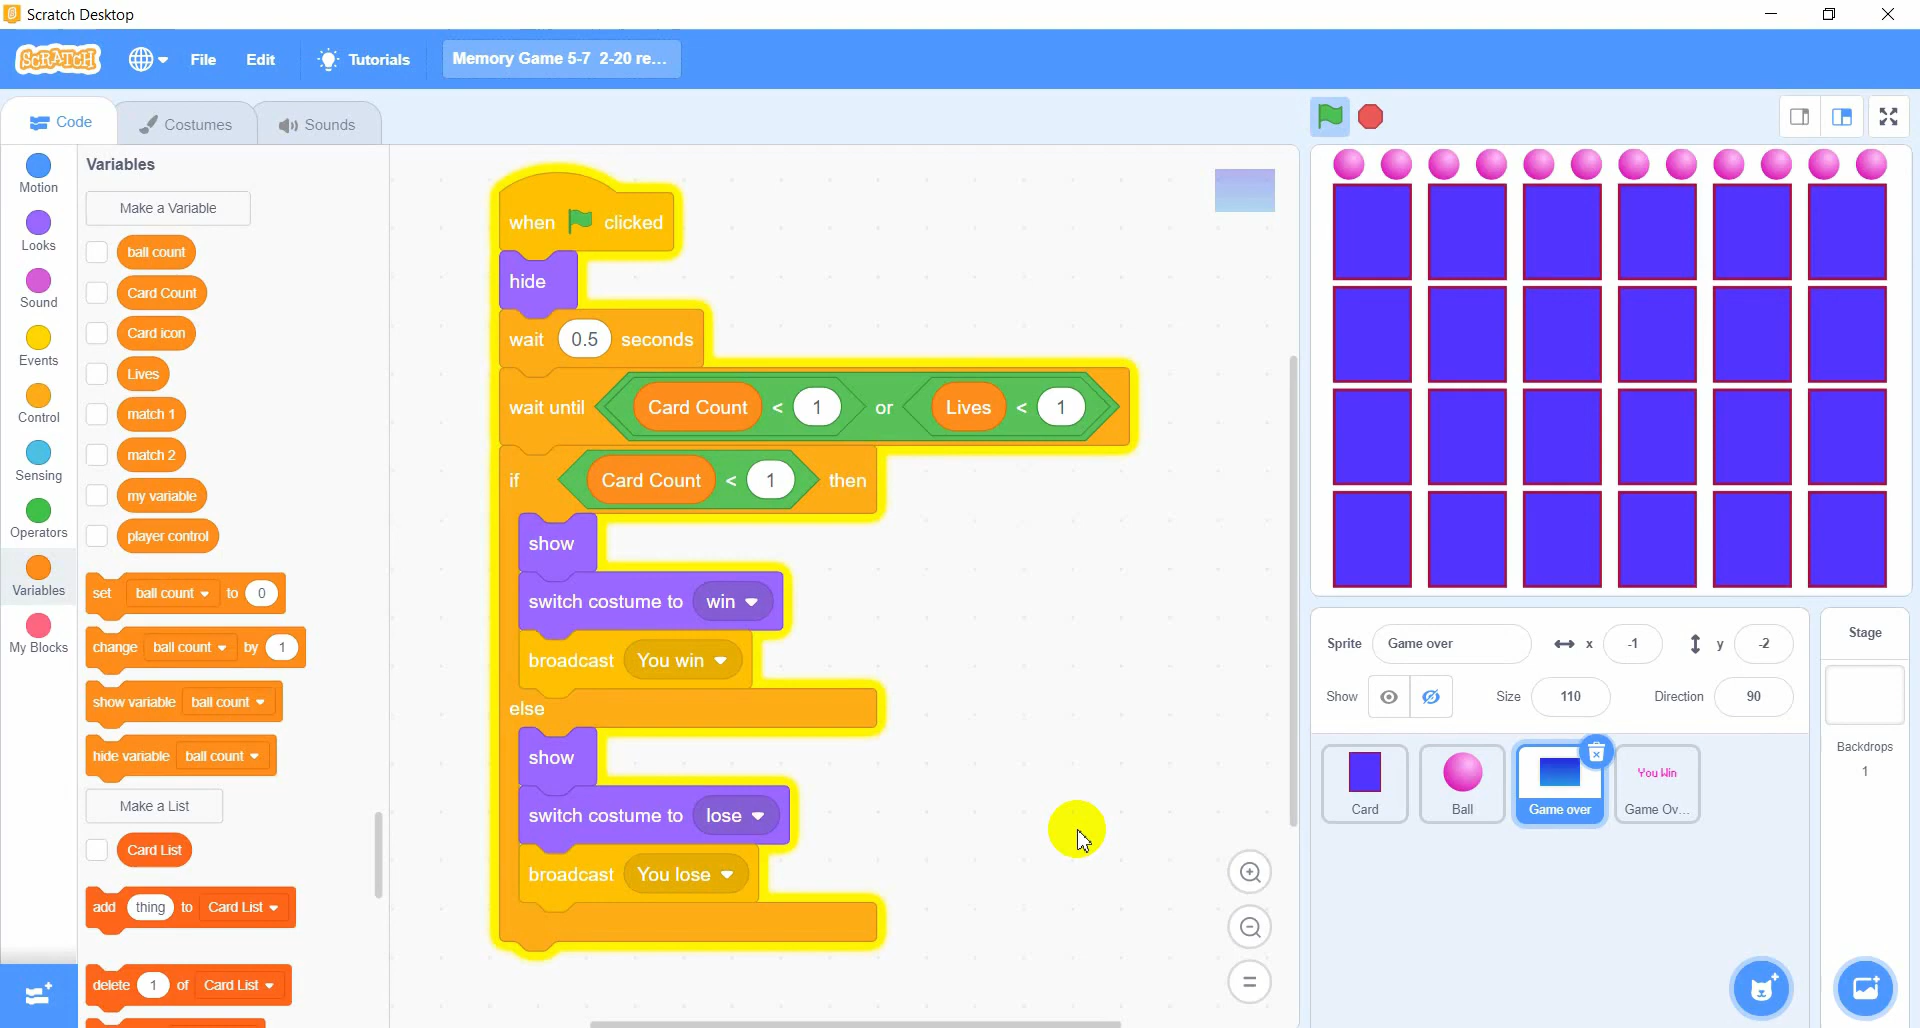 Scratch Desktop
SCRATCH File Edit Tutorials Memory Game 5-7 2-20 re...
Code Costumes Sounds
Motion
Looks
Sound
Events
Control
Sensing
Operators
Variables
My Blocks
Variables
Make a Variable
ball count
Card Count
Card icon
Lives
match 1
match 2
my variable
player control
set ball count to 0
change ball count by 1
show variable ball count
hide variable ball count
Make a List
Card List
add thing to Card List
delete 1 of Card List
when clicked
hide
wait 0.5 seconds
wait until Card Count < 1 or Lives < 1
if Card Count < 1 then
show
switch costume to win
broadcast You win
else
show
switch costume to lose
broadcast You lose
Sprite Game over x -1 y -2
Show Size 110 Direction 90
Card
Ball
Game over
You Win
Game Ov...
Stage
Backdrops
1